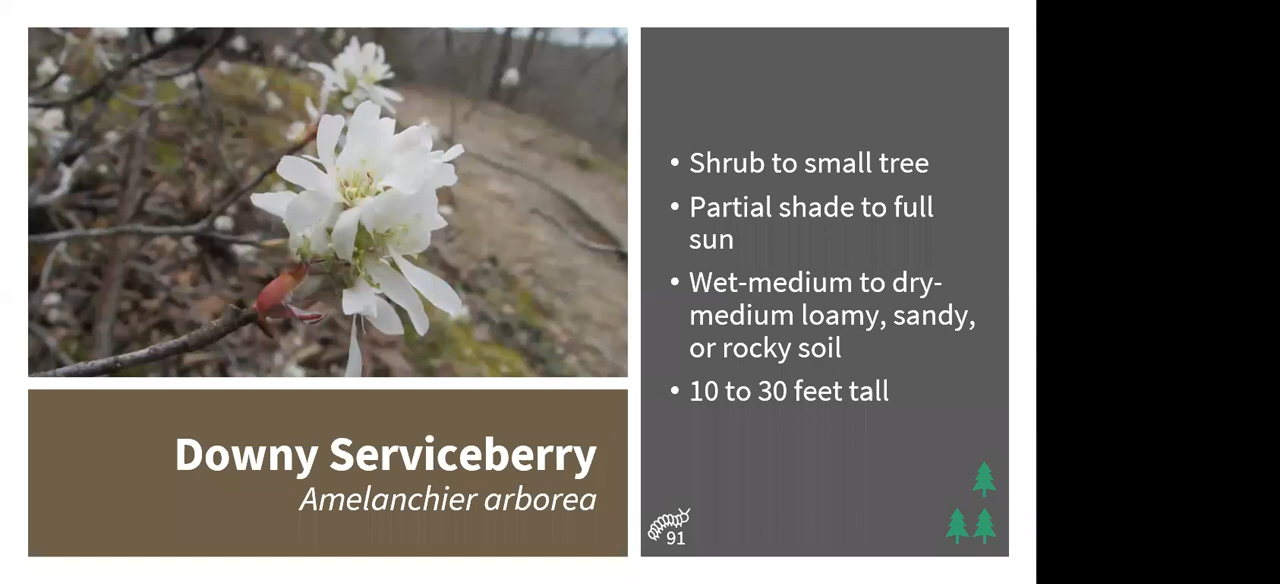 Downy Serviceberry
Amelanchier arborea
• Shrub to small tree
• Partial shade to full
sun
• Wet-medium to dry-
medium loamy, sandy,
or rocky soil
• 10 to 30 feet tall
91